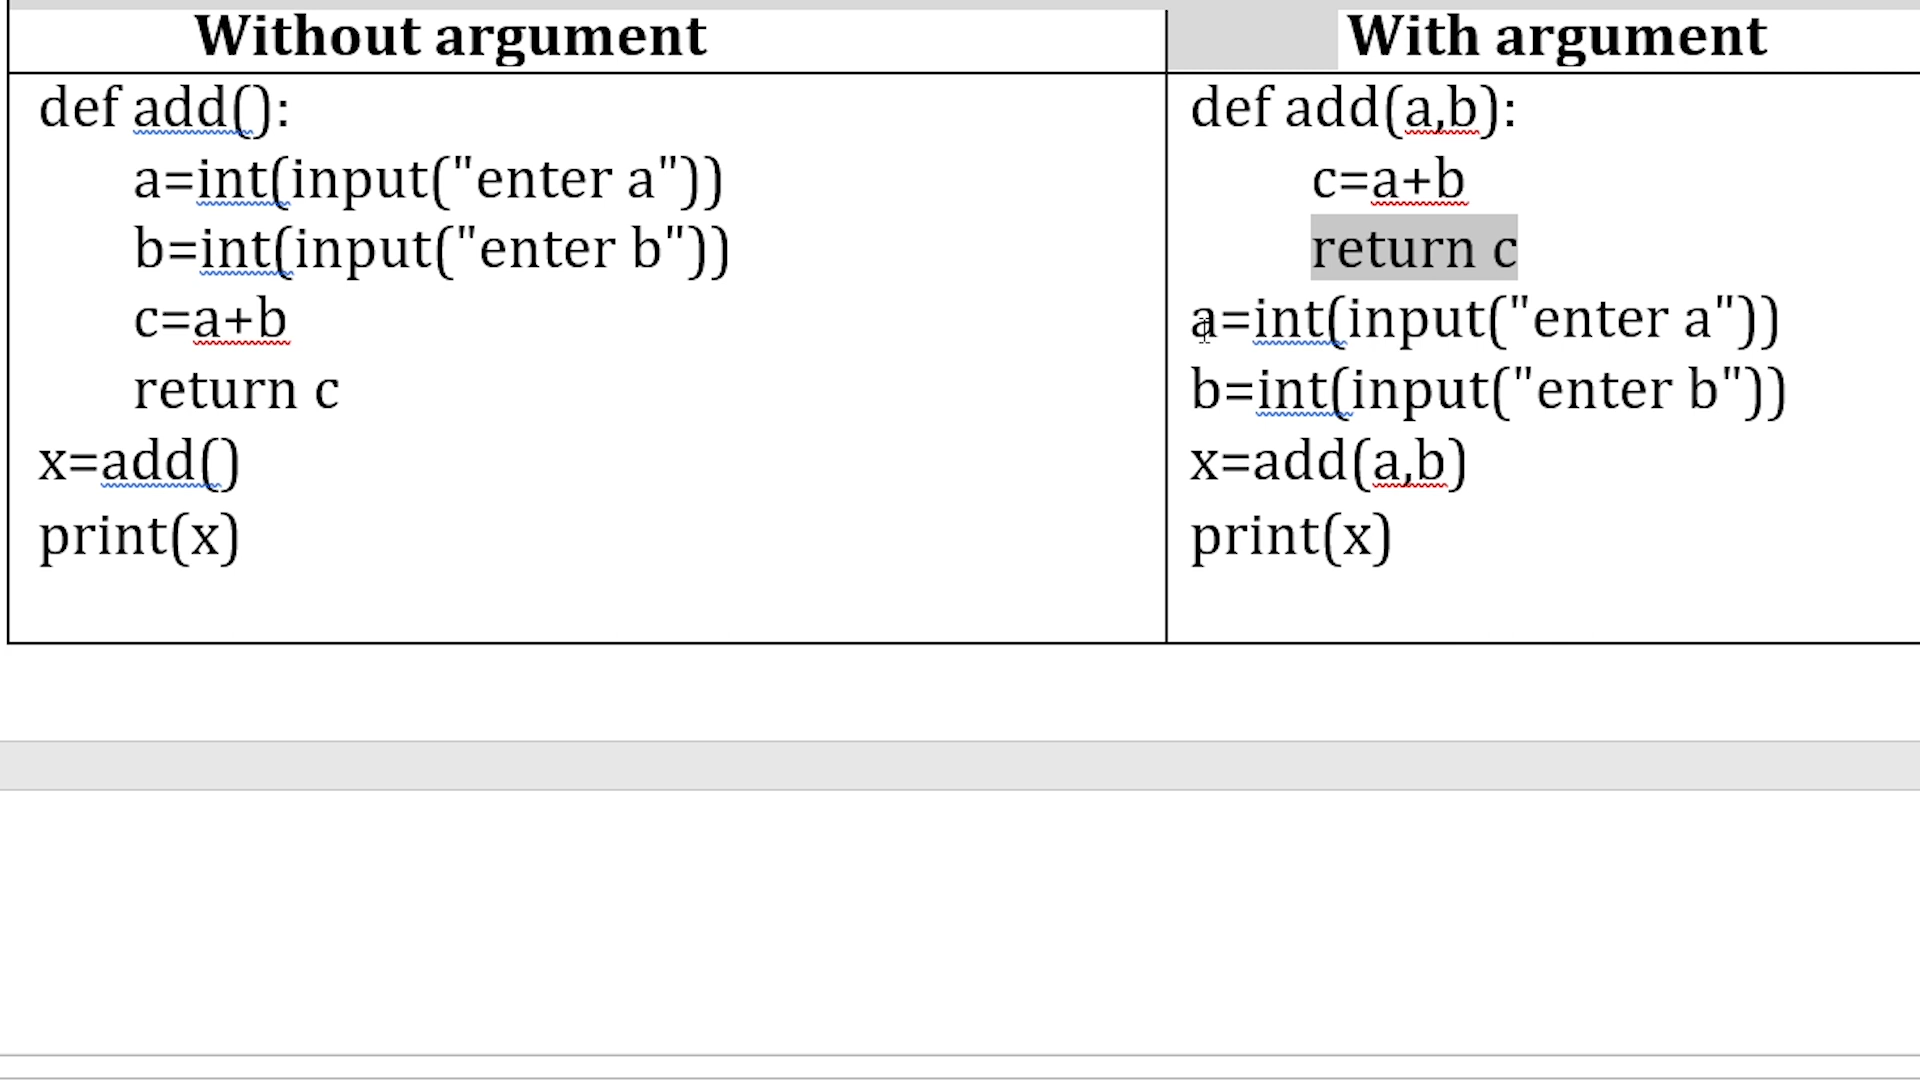 Without argument
def add():
a=int(input("enter a"))
b=int(input("enter b"))
c=a+b
return c
x=add()
print(x)
With argument
def add(a,b):
c=a+b
return c
a=int(input("enter a"))
b=int(input("enter b"))
x=add(a,b)
print(x)